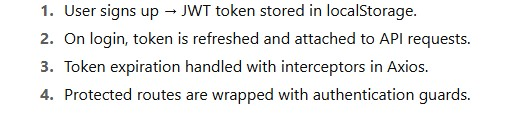 1. User signs up → JWT token stored in localStorage.
2. On login, token is refreshed and attached to API requests.
3. Token expiration handled with interceptors in Axios.
4. Protected routes are wrapped with authentication guards.